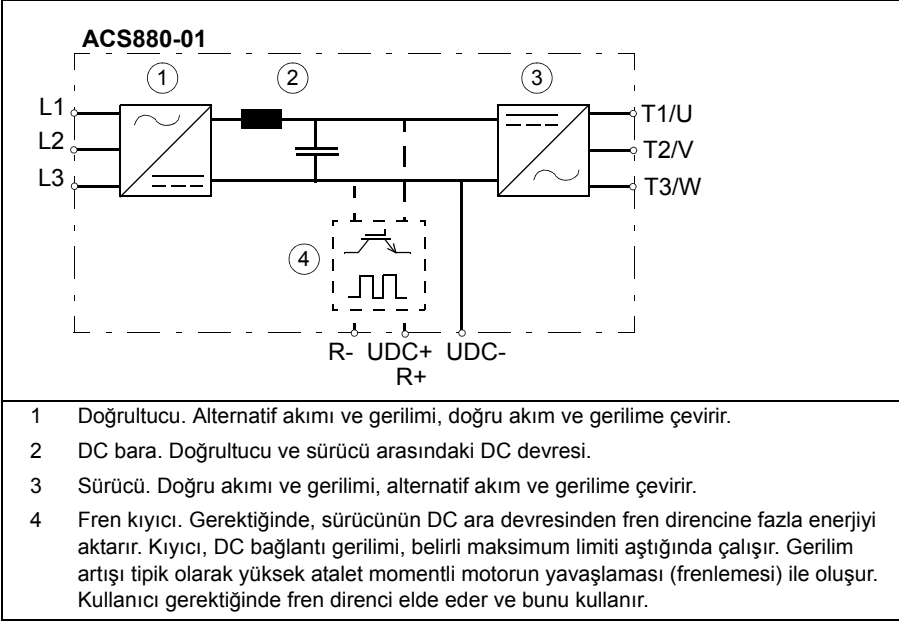 ACS880-01
1 2 3
L1 T1/U
L2 T2/V
L3 T3/W
4
R- UDC+ UDC-
R+
1 Doğrultucu. Alternatif akımı ve gerilimi, doğru akım ve gerilime çevirir.
2 DC bara. Doğrultucu ve sürücü arasındaki DC devresi.
3 Sürücü. Doğru akımı ve gerilimi, alternatif akım ve gerilime çevirir.
4 Fren kıyıcı. Gerektiğinde, sürücünün DC ara devresinden fren direncine fazla enerjiyi
aktarır. Kıyıcı, DC bağlantı gerilimi, belirli maksimum limiti aştığında çalışır. Gerilim
artışı tipik olarak yüksek atalet momentli motorun yavaşlaması (frenlemesi) ile oluşur.
Kullanıcı gerektiğinde fren direnci elde eder ve bunu kullanır.